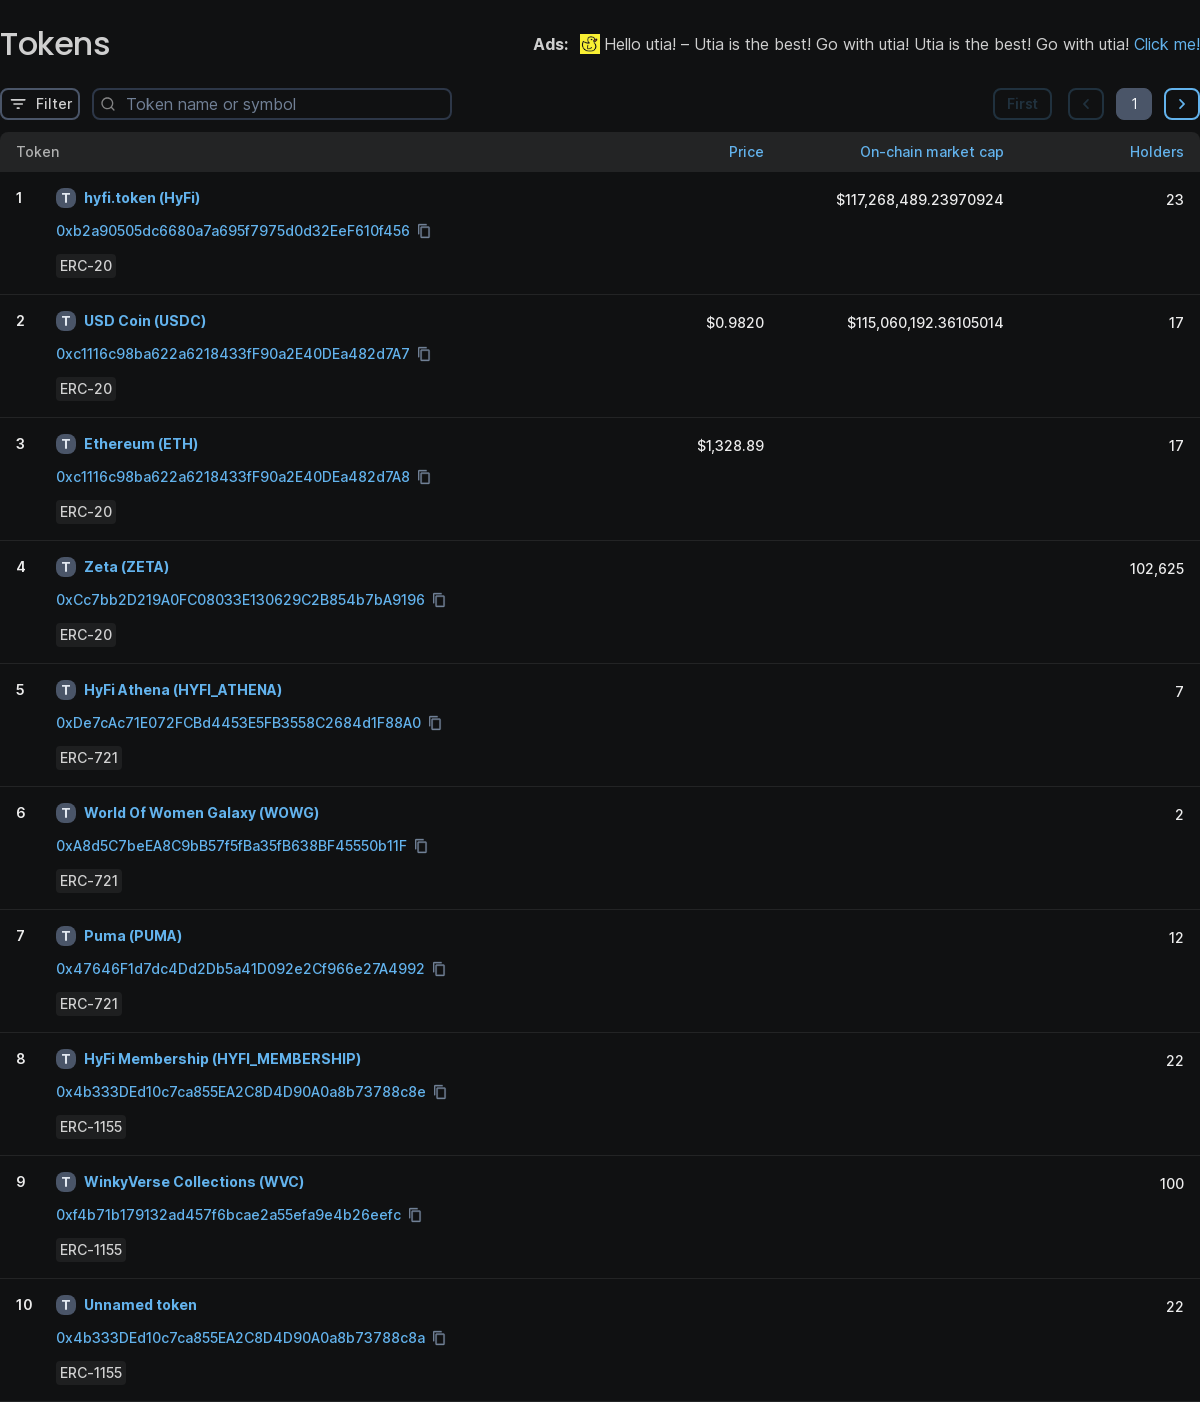 Tokens
Ads: Hello utia! – Utia is the best! Go with utia! Utia is the best! Go with utia! Click me!
Filter Token name or symbol First 1
Token Price On-chain market cap Holders
1 T hyfi.token (HyFi) $117,268,489.23970924 23
0xb2a90505dc6680a7a695f7975d0d32EeF610f456
ERC-20
2 T USD Coin (USDC) $0.9820 $115,060,192.36105014 17
0xc1116c98ba622a6218433fF90a2E40DEa482d7A7
ERC-20
3 T Ethereum (ETH) $1,328.89 17
0xc1116c98ba622a6218433fF90a2E40DEa482d7A8
ERC-20
4 T Zeta (ZETA) 102,625
0xCc7bb2D219A0FC08033E130629C2B854b7bA9196
ERC-20
5 T HyFi Athena (HYFI_ATHENA) 7
0xDe7cAc71E072FCBd4453E5FB3558C2684d1F88A0
ERC-721
6 T World Of Women Galaxy (WOWG) 2
0xA8d5C7beEA8C9bB57f5fBa35fB638BF45550b11F
ERC-721
7 T Puma (PUMA) 12
0x47646F1d7dc4Dd2Db5a41D092e2Cf966e27A4992
ERC-721
8 T HyFi Membership (HYFI_MEMBERSHIP) 22
0x4b333DEd10c7ca855EA2C8D4D90A0a8b73788c8e
ERC-1155
9 T WinkyVerse Collections (WVC) 100
0xf4b71b179132ad457f6bcae2a55efa9e4b26eefc
ERC-1155
10 T Unnamed token 22
0x4b333DEd10c7ca855EA2C8D4D90A0a8b73788c8a
ERC-1155